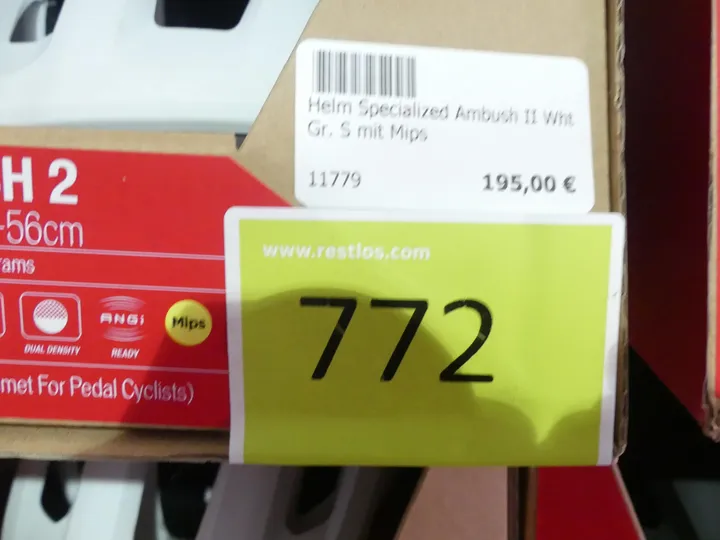 Helm Specialized Ambush II Wht
Gr. S mit Mips
11779
195,00 €
H 2
-56cm
rams
DUAL DENSITY
ANGi
READY
Mips
met For Pedal Cyclists)
www.restlos.com
772